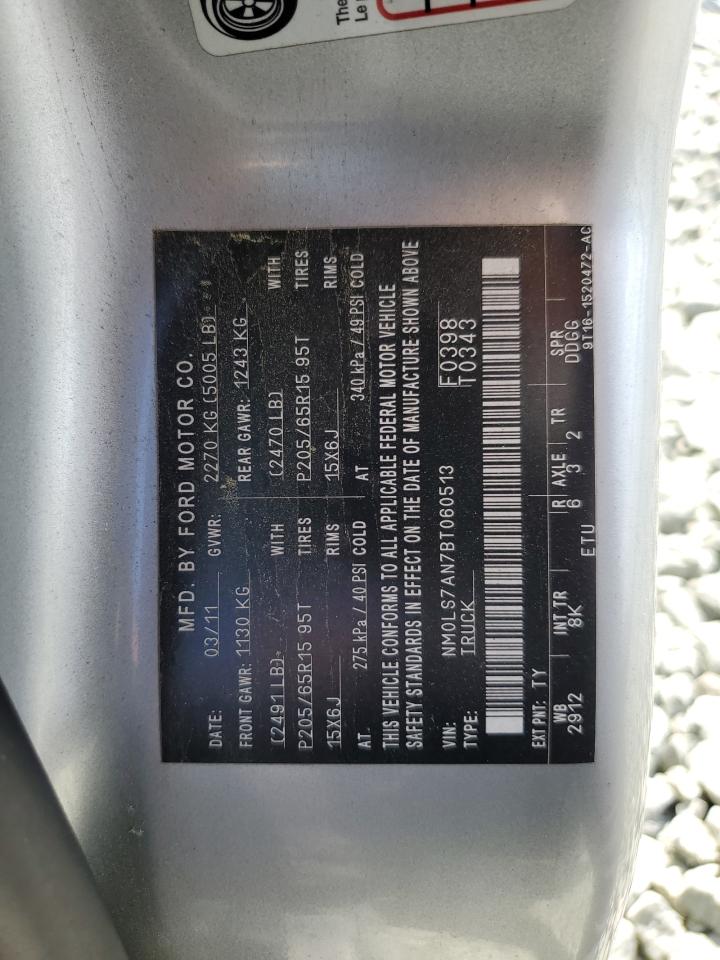 The
Le
MFD. BY FORD MOTOR CO.
DATE: 03/11 GVWR: 2270 KG (5005 LB)
FRONT GAWR: 1130 KG REAR GAWR: 1243 KG
(2491LB) WITH (2470LB) WITH
P205/65R15 95T TIRES P205/65R15 95T TIRES
15X6J RIMS 15X6J RIMS
AT 275 kPa / 40 PSI COLD AT 340 kPa / 49 PSI COLD
THIS VEHICLE CONFORMS TO ALL APPLICABLE FEDERAL MOTOR VEHICLE
SAFETY STANDARDS IN EFFECT ON THE DATE OF MANUFACTURE SHOWN ABOVE
VIN: NM0LS7AN7BT060513 F0398
TYPE: TRUCK T0343
EXT PNT: TY
WB INT TR R AXLE TR SPR
2912 8K 6 3 2 DDGG
ETU 9T16-1520472-AC